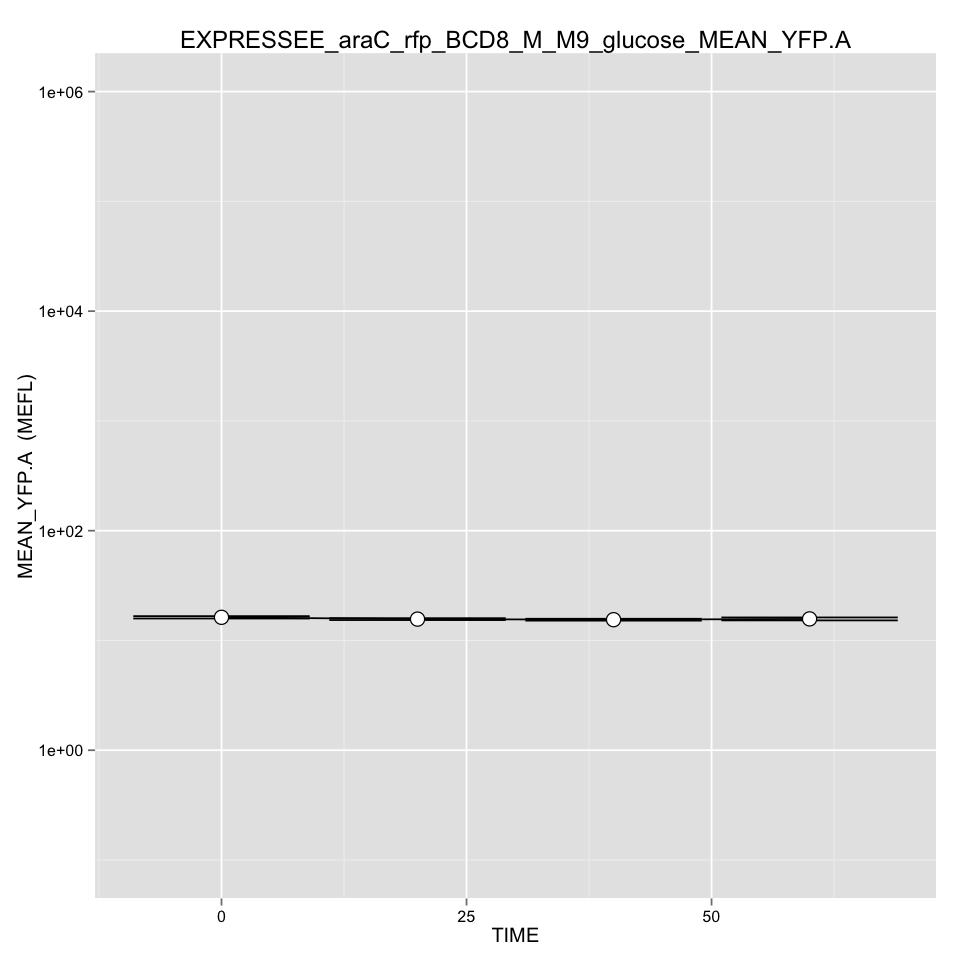 EXPRESSEE_araC_rfp_BCD8_M_M9_glucose_MEAN_YFP.A
1e+06
1e+04
1e+02
1e+00
MEAN_YFP.A (MEFL)
0 25 50
TIME